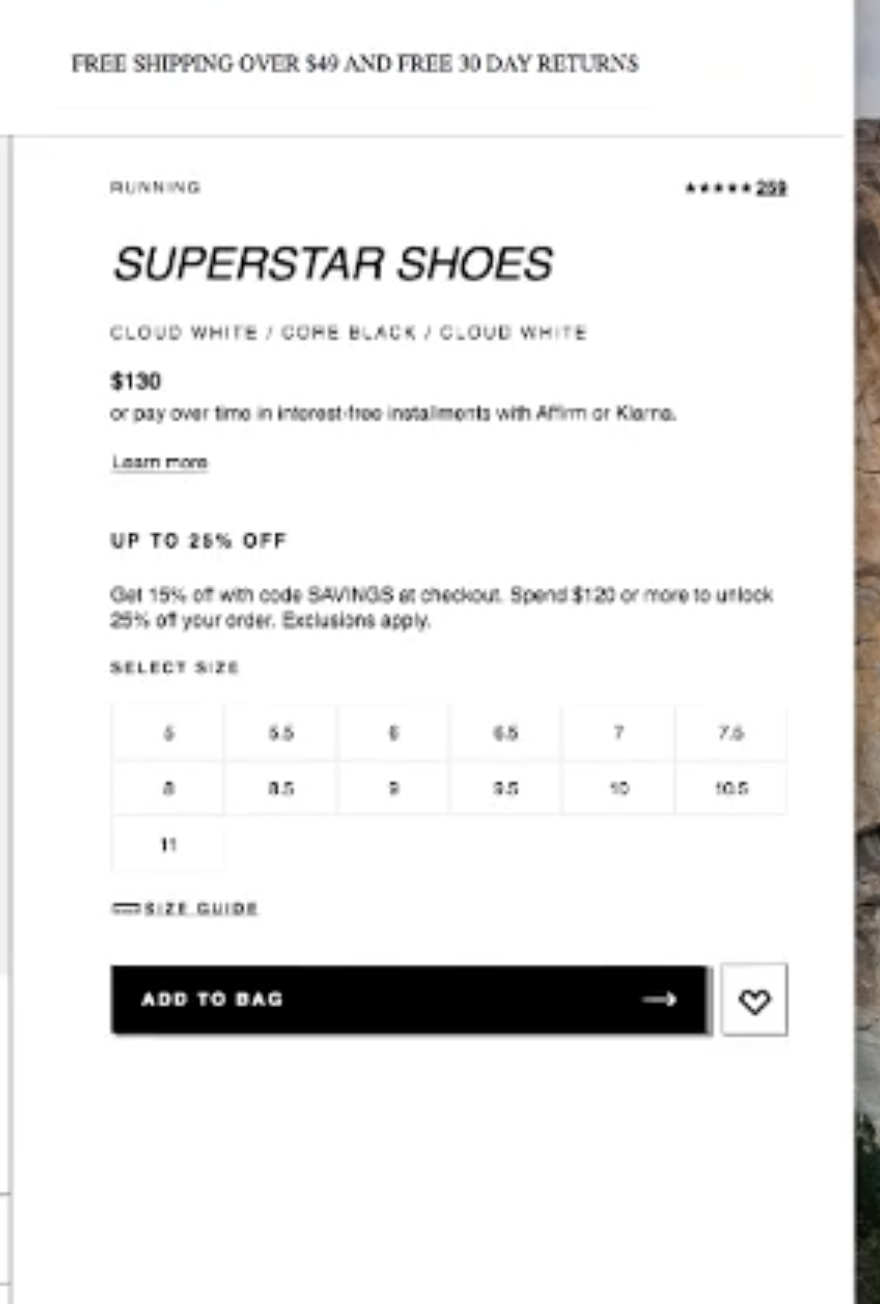 FREE SHIPPING OVER $49 AND FREE 30 DAY RETURNS
RUNNING
★★★★★ 259
SUPERSTAR SHOES
CLOUD WHITE / CORE BLACK / CLOUD WHITE
$130
or pay over time in interest-free installments with Affirm or Klarna.
Learn more
UP TO 25% OFF
Get 15% off with code SAVINGS at checkout. Spend $120 or more to unlock
25% off your order. Exclusions apply.
SELECT SIZE
5 5.5 6 6.5 7 7.5
8 8.5 9 9.5 10 10.5
11
SIZE GUIDE
ADD TO BAG